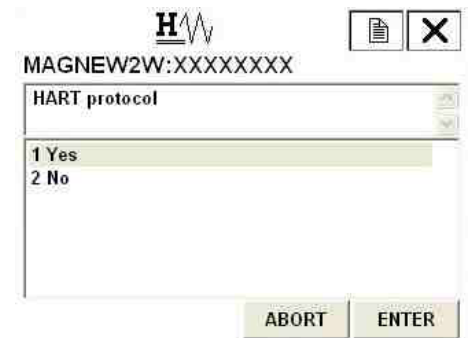 H
MAGNEW2W:XXXXXXXX
HART protocol
1 Yes
2 No
ABORT ENTER